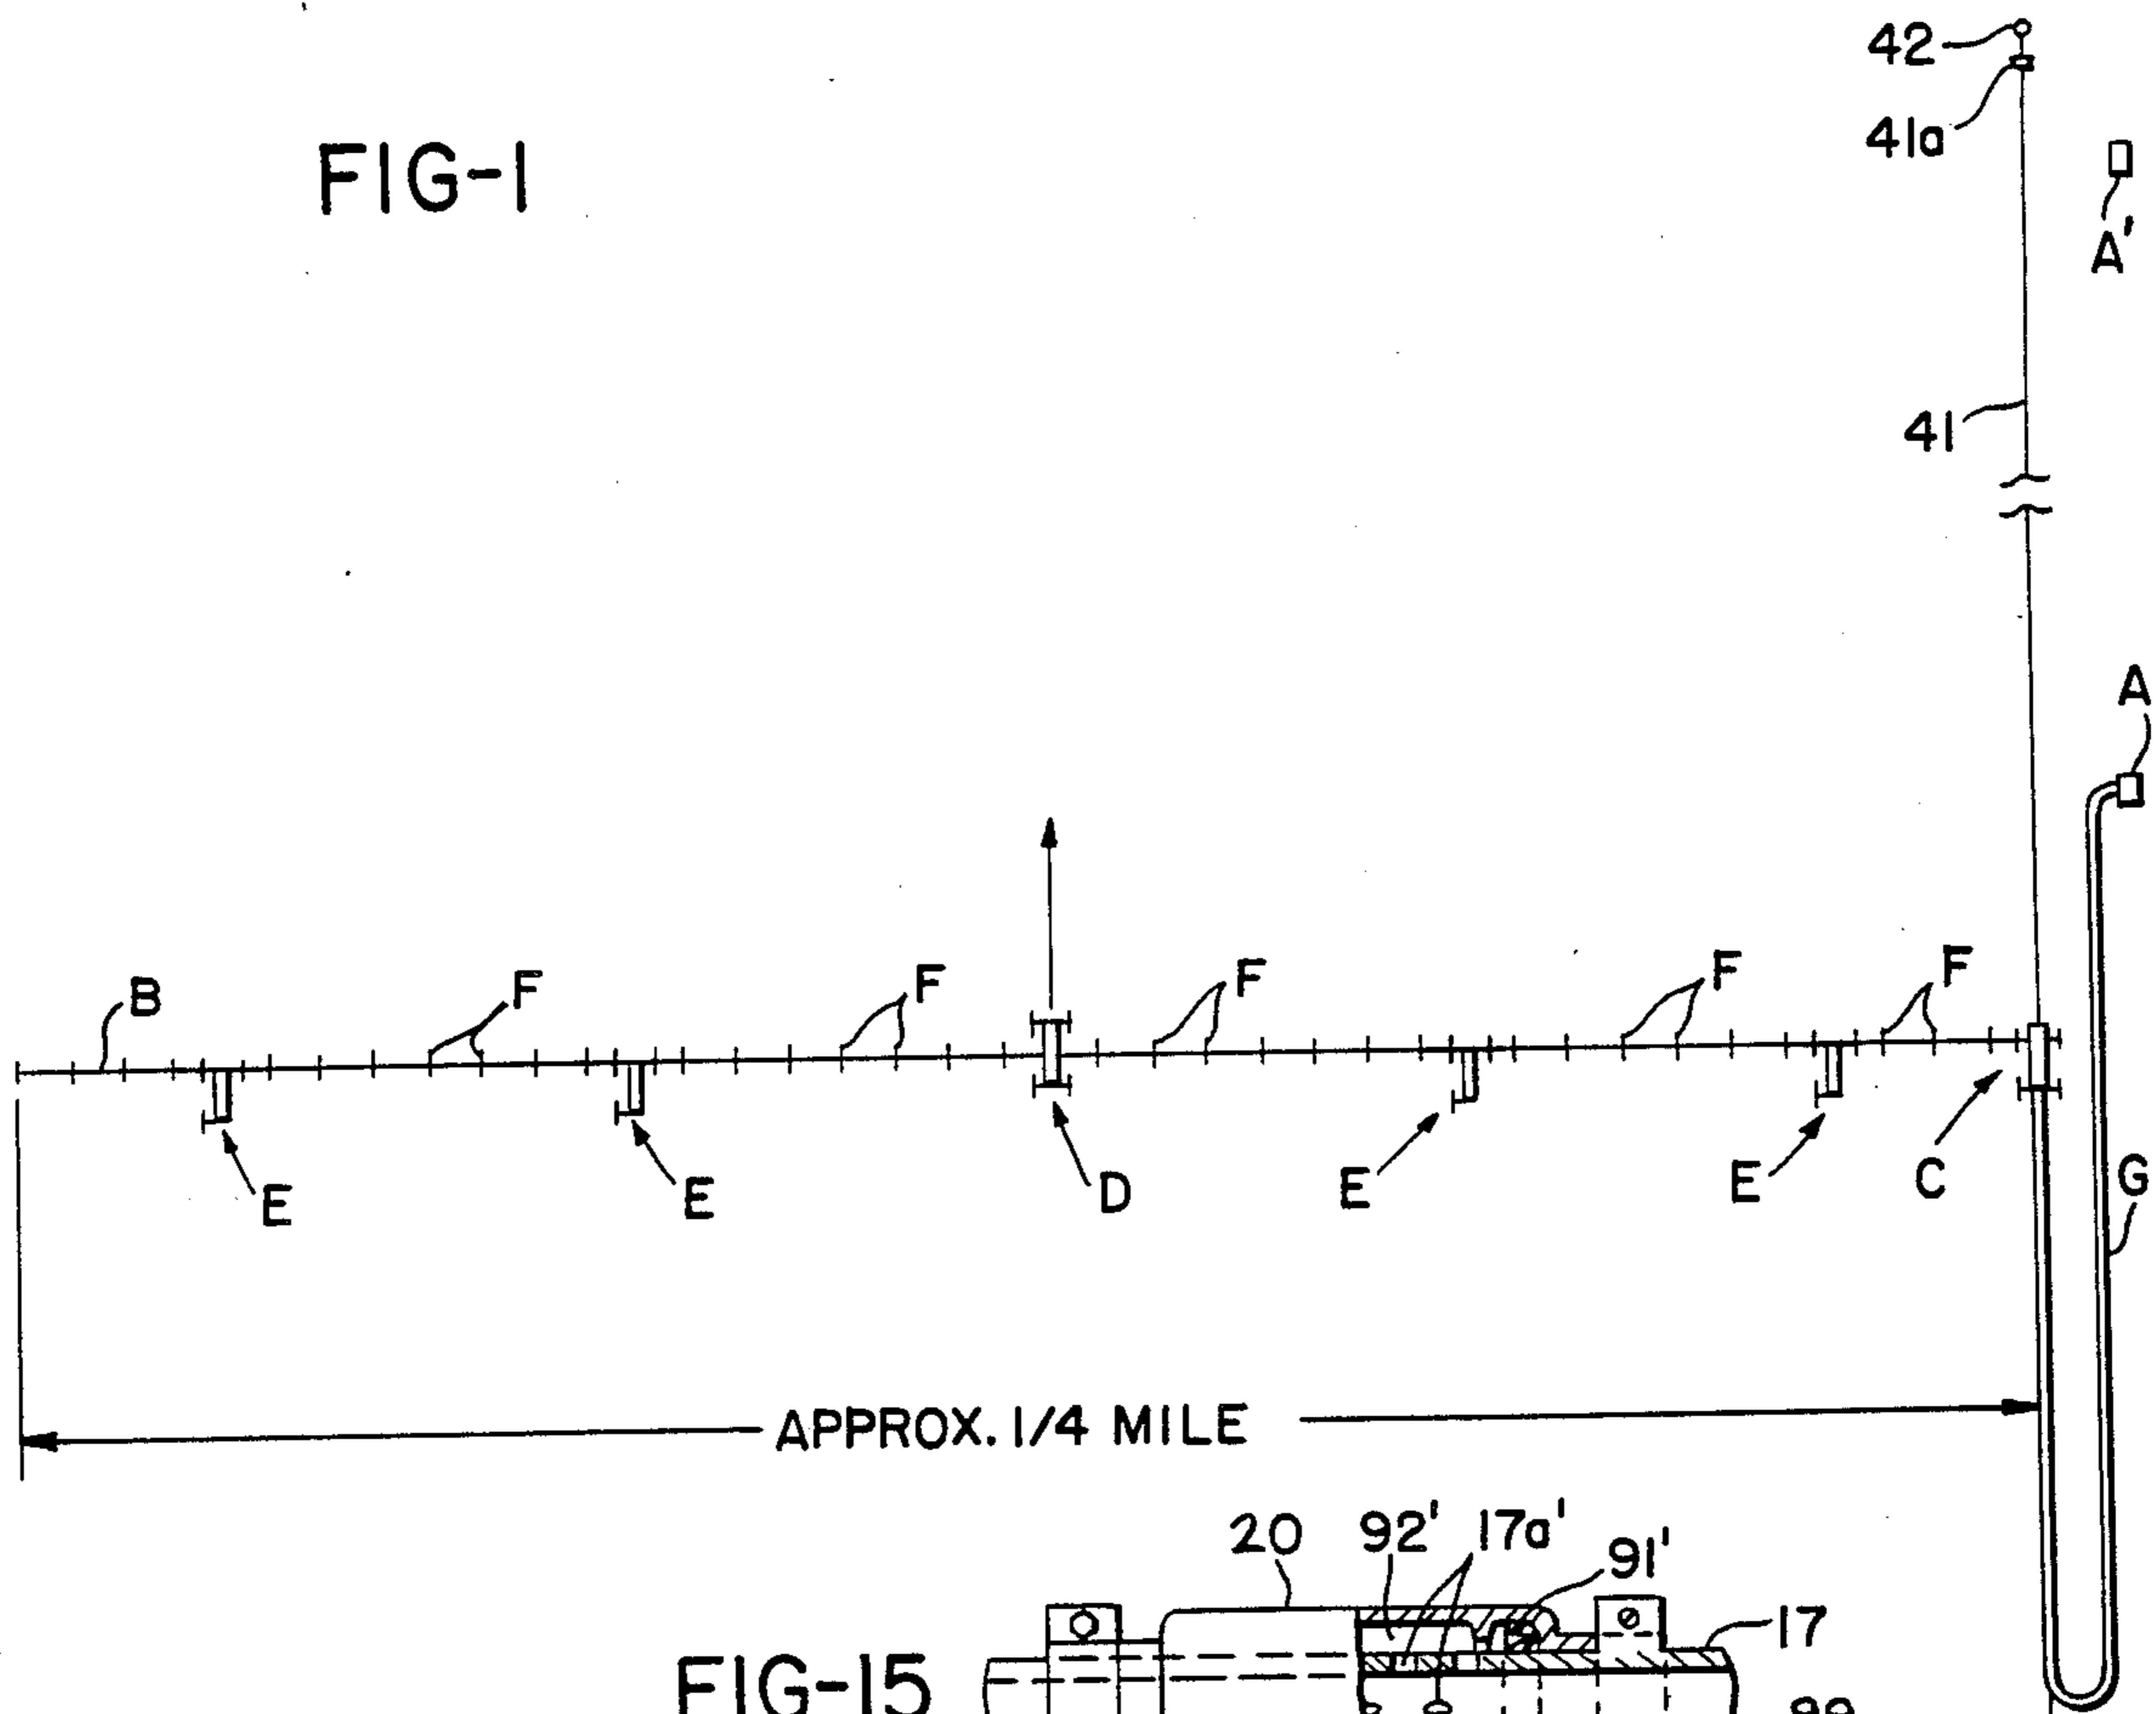 42
41a
FIG-1
A'
41
A
B
F
F
F
F
F
E
E
D
E
E
C
G
APPROX. 1/4 MILE
20
92'
17a'
91'
17
FIG-15